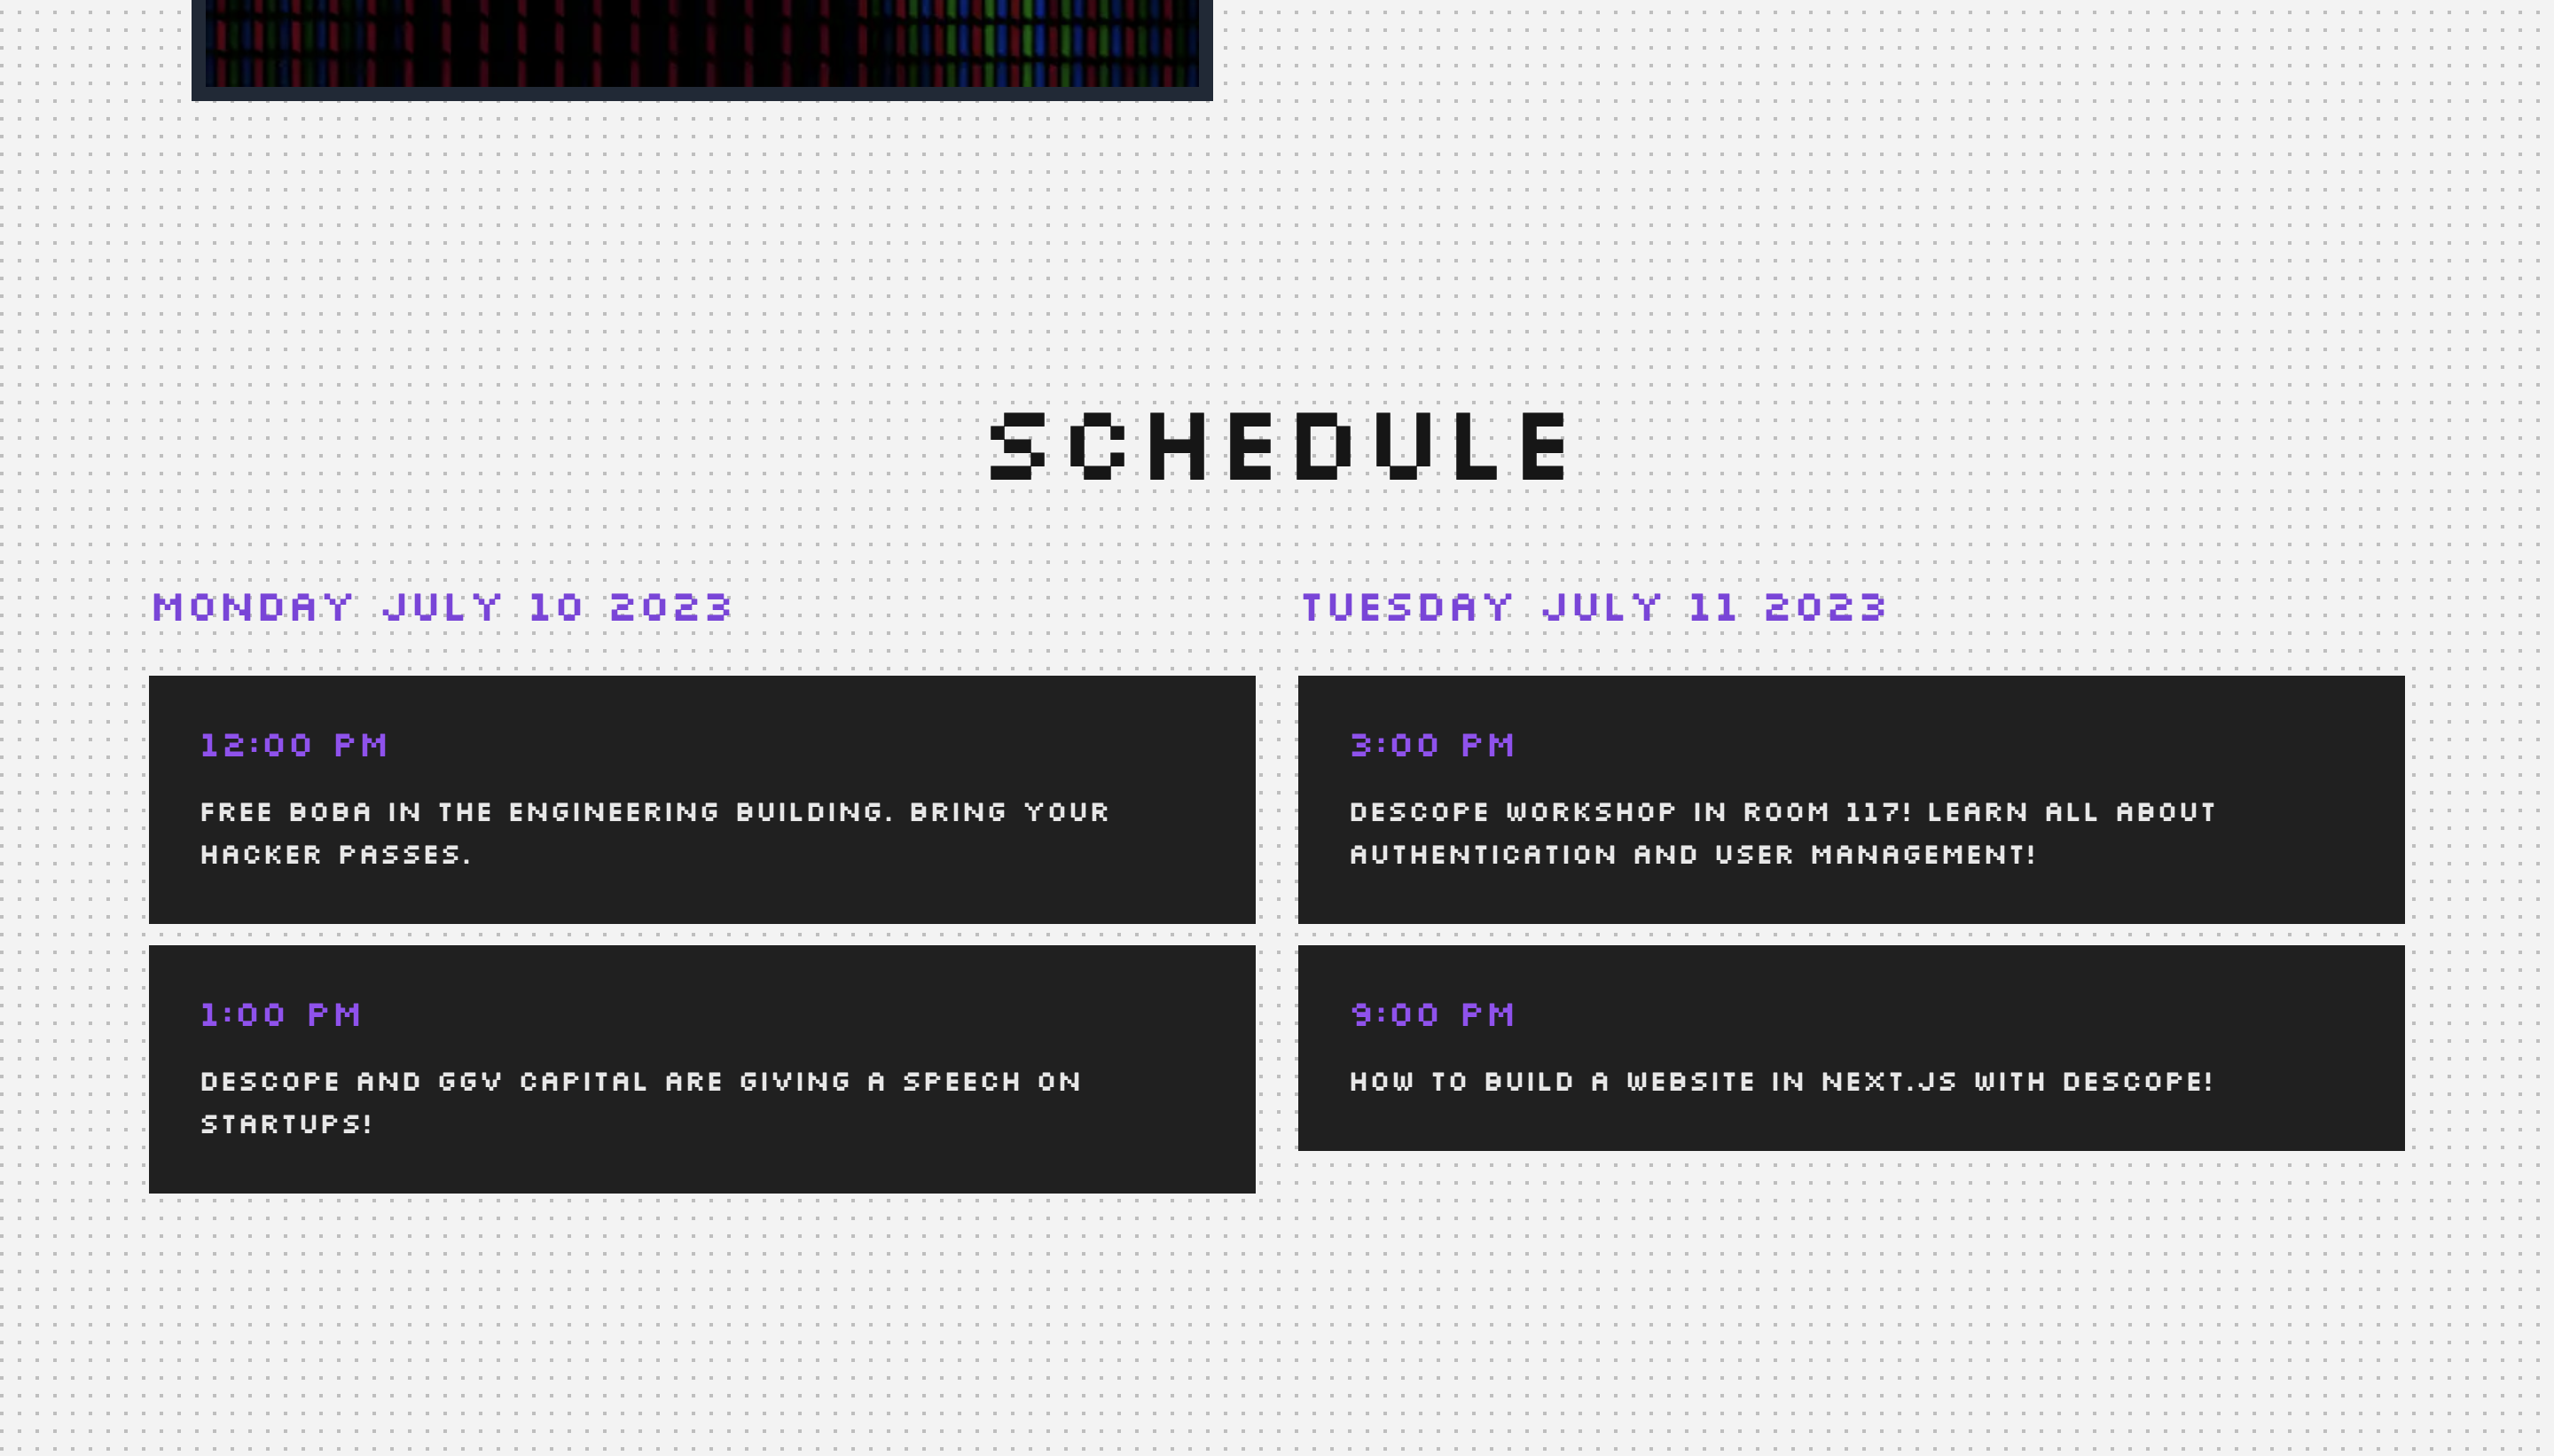 SCHEDULE
MONDAY JULY 10 2023
12:00 PM
FREE BOBA IN THE ENGINEERING BUILDING. BRING YOUR
HACKER PASSES.
1:00 PM
DESCOPE AND GGV CAPITAL ARE GIVING A SPEECH ON
STARTUPS!
TUESDAY JULY 11 2023
3:00 PM
DESCOPE WORKSHOP IN ROOM 117! LEARN ALL ABOUT
AUTHENTICATION AND USER MANAGEMENT!
9:00 PM
HOW TO BUILD A WEBSITE IN NEXT.JS WITH DESCOPE!